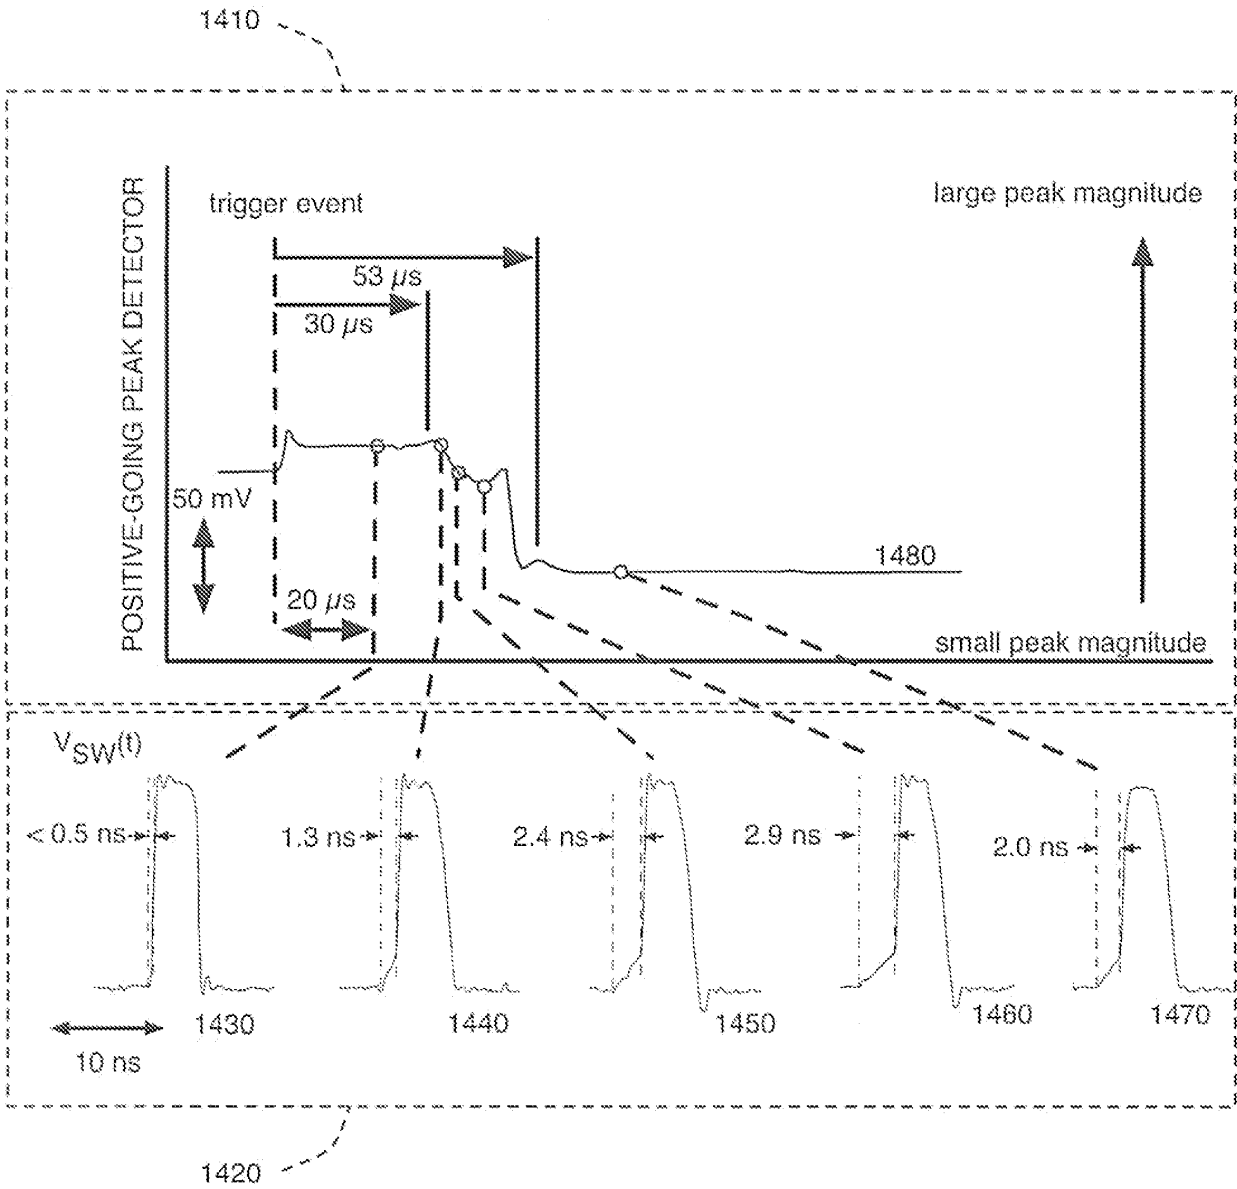 1410
POSITIVE-GOING PEAK DETECTOR
trigger event
large peak magnitude
53 µs
30 µs
50 mV
1480
20 µs
small peak magnitude
VSW(t)
< 0.5 ns
1.3 ns
2.4 ns
2.9 ns
2.0 ns
1430
1440
1450
1460
1470
10 ns
1420